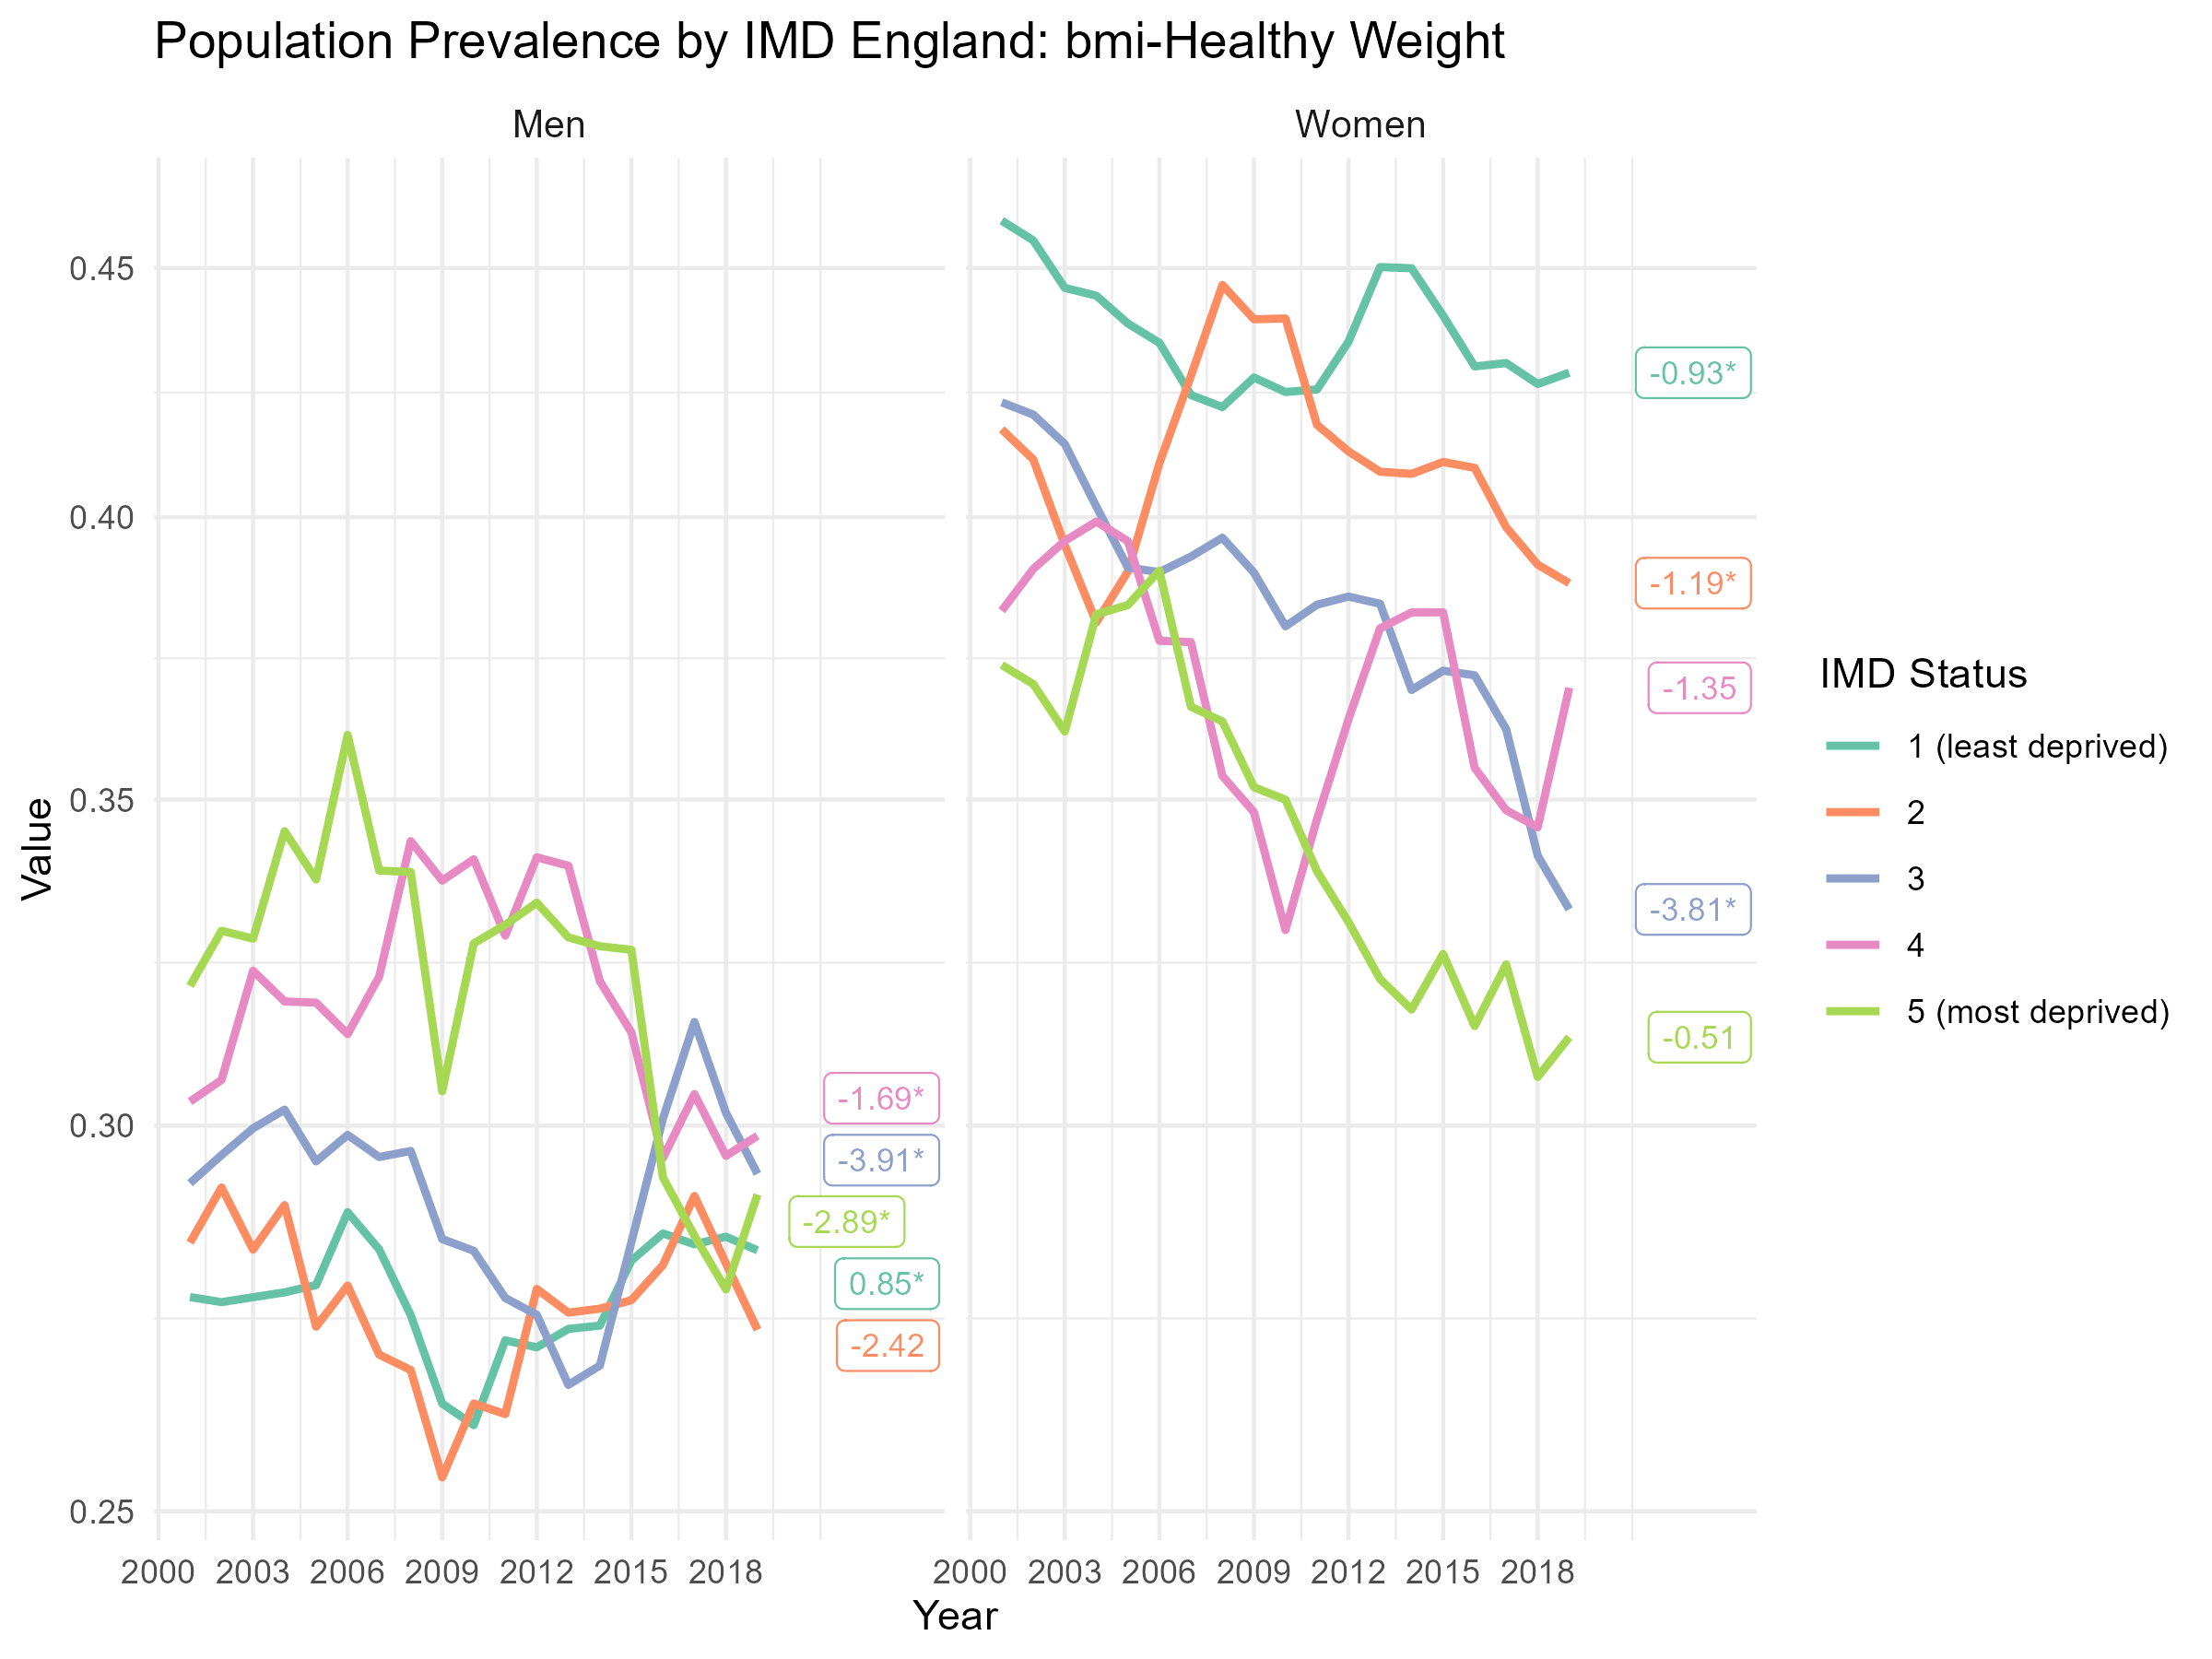 Population Prevalence by IMD England: bmi-Healthy Weight
Men
Women
Value
0.45
0.40
0.35
0.30
0.25
-1.69*
-3.91*
-2.89*
0.85*
-2.42
-0.93*
-1.19*
-1.35
-3.81*
-0.51
2000 2003 2006 2009 2012 2015 2018
2000 2003 2006 2009 2012 2015 2018
Year
IMD Status
1 (least deprived)
2
3
4
5 (most deprived)